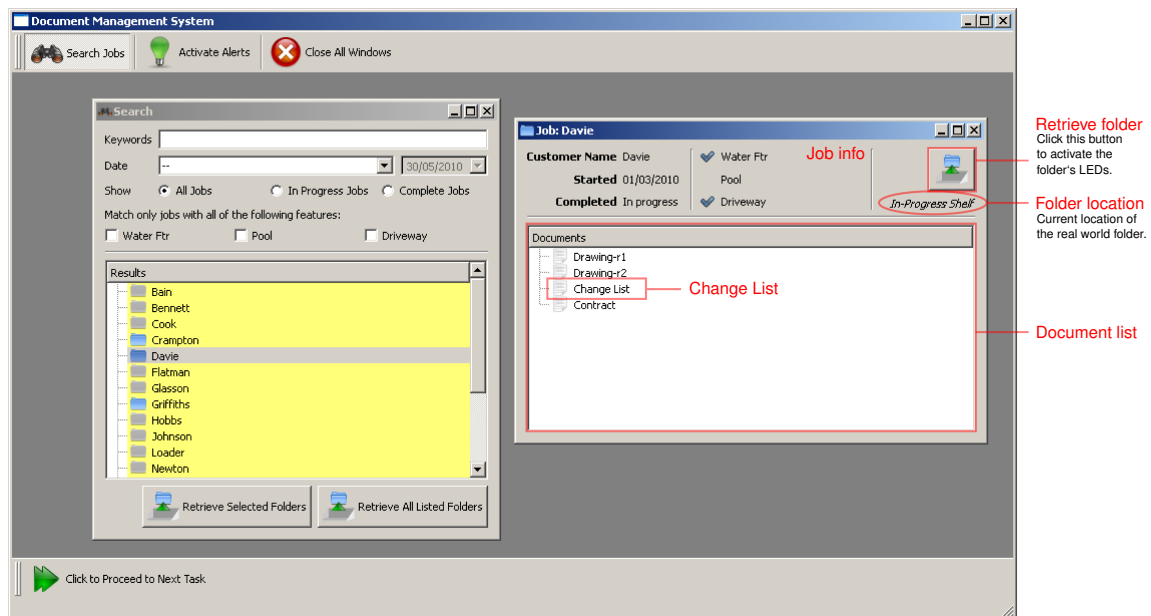 Document Management System
Search Jobs
Activate Alerts
Close All Windows
Search
Keywords
Date
--
30/05/2010
Show
All Jobs
In Progress Jobs
Complete Jobs
Match only jobs with all of the following features:
Water Ftr
Pool
Driveway
Results
Bain
Bennett
Cook
Crampton
Davie
Flatman
Glasson
Griffiths
Hobbs
Johnson
Loader
Newton
Retrieve Selected Folders
Retrieve All Listed Folders
Job: Davie
Customer Name Davie
Started 01/03/2010
Completed In progress
Water Ftr
Pool
Driveway
Job info
In-Progress Shelf
Documents
Drawing-r1
Drawing-r2
Change List
Contract
Change List
Retrieve folder
Click this button
to activate the
folder's LEDs.
Folder location
Current location of
the real world folder.
Document list
Click to Proceed to Next Task